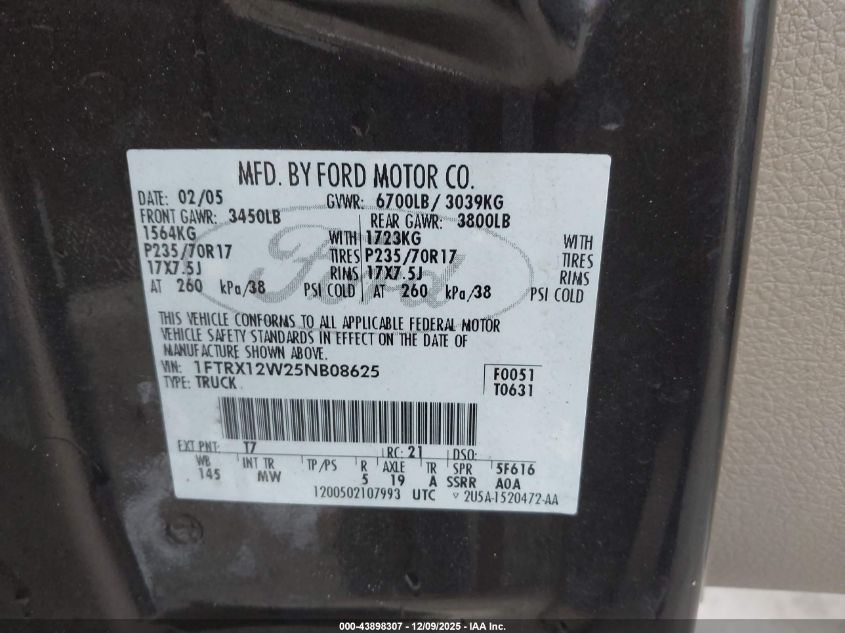 MFD. BY FORD MOTOR CO.
DATE: 02/05 GVWR: 6700LB/ 3039KG
FRONT GAWR: 3450LB REAR GAWR: 3800LB
1564KG WITH 1723KG WITH
P235/70R17 TIRES P235/70R17 TIRES
17X7.5J RIMS 17X7.5J RIMS
AT 260 kPa/38 PSI COLD AT 260 kPa/38 PSI COLD
Ford
THIS VEHICLE CONFORMS TO ALL APPLICABLE FEDERAL MOTOR
VEHICLE SAFETY STANDARDS IN EFFECT ON THE DATE OF
MANUFACTURE SHOWN ABOVE.
VIN: 1FTRX12W25NB08625 F0051
TYPE: TRUCK T0631
EXT PNT: T7 RC: 21 DSO:
WB INT TR TP/PS R AXLE TR SPR 5F616
145 MW 5 19 A SSRR A0A
1200502107993 UTC ▽ 2U5A-1520472-AA
000-43898307 - 12/09/2025 - IAA Inc.